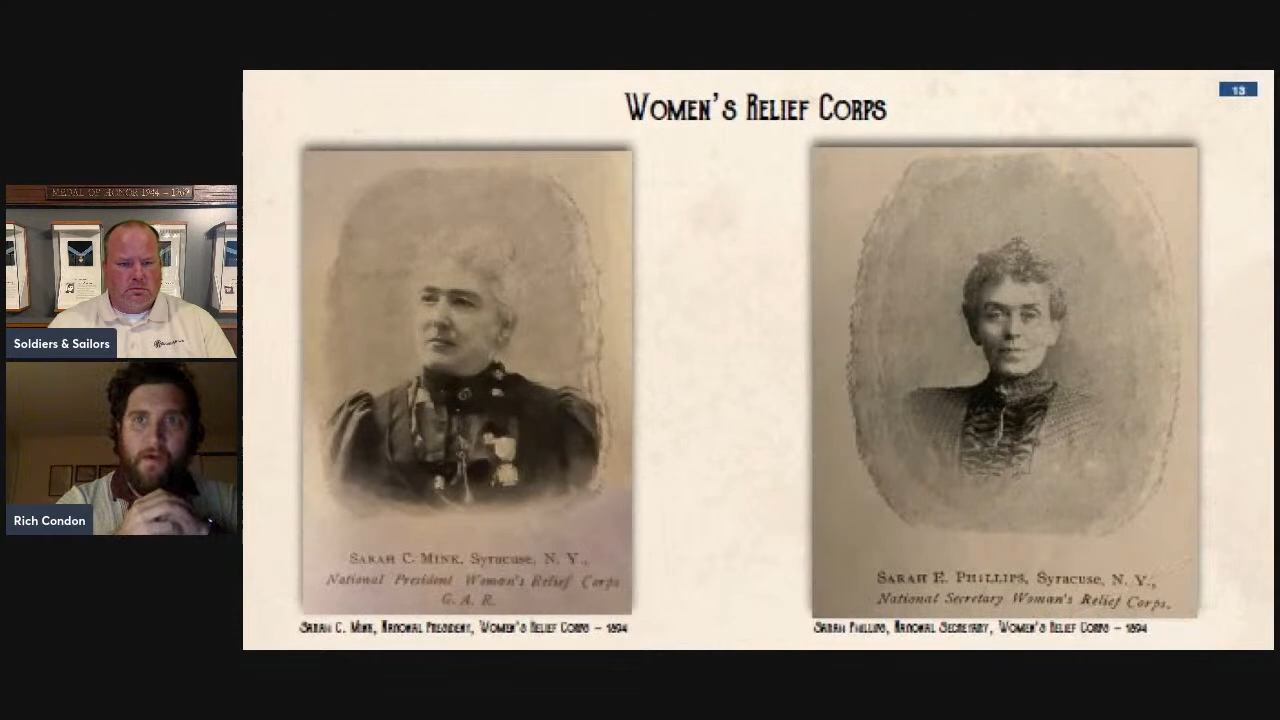 WOMEN'S RELIEF CORPS
13
MEDAL OF HONOR 1944 – 1967
Soldiers & Sailors
Rich Condon
SARAH C. MINK, Syracuse, N. Y.,
National President Woman's Relief Corps
G. A. R.
SARAH C. MINK, NATIONAL PRESIDENT, WOMEN'S RELIEF CORPS – 1894
SARAH E. PHILLIPS, Syracuse, N. Y.,
National Secretary Woman's Relief Corps.
SARAH PHILLIPS, NATIONAL SECRETARY, WOMEN'S RELIEF CORPS – 1894